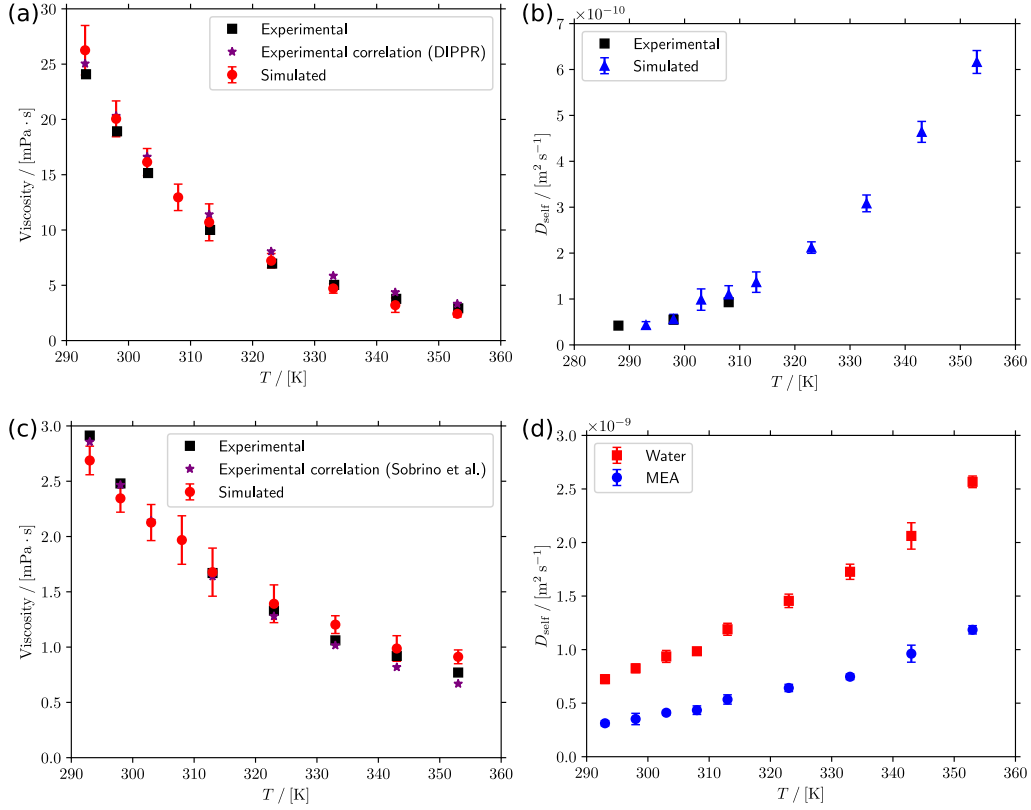 (a)
30
25
20
15
10
5
0
Viscosity / [mPa · s]
Experimental
Experimental correlation (DIPPR)
Simulated
290 300 310 320 330 340 350 360
T / [K]
(b)
×10⁻¹⁰
7
6
5
4
3
2
1
0
D_self / [m² s⁻¹]
Experimental
Simulated
280 290 300 310 320 330 340 350 360
T / [K]
(c)
3.0
2.5
2.0
1.5
1.0
0.5
0.0
Viscosity / [mPa · s]
Experimental
Experimental correlation (Sobrino et al.)
Simulated
290 300 310 320 330 340 350 360
T / [K]
(d)
×10⁻⁹
3.0
2.5
2.0
1.5
1.0
0.5
0.0
D_self / [m² s⁻¹]
Water
MEA
290 300 310 320 330 340 350 360
T / [K]